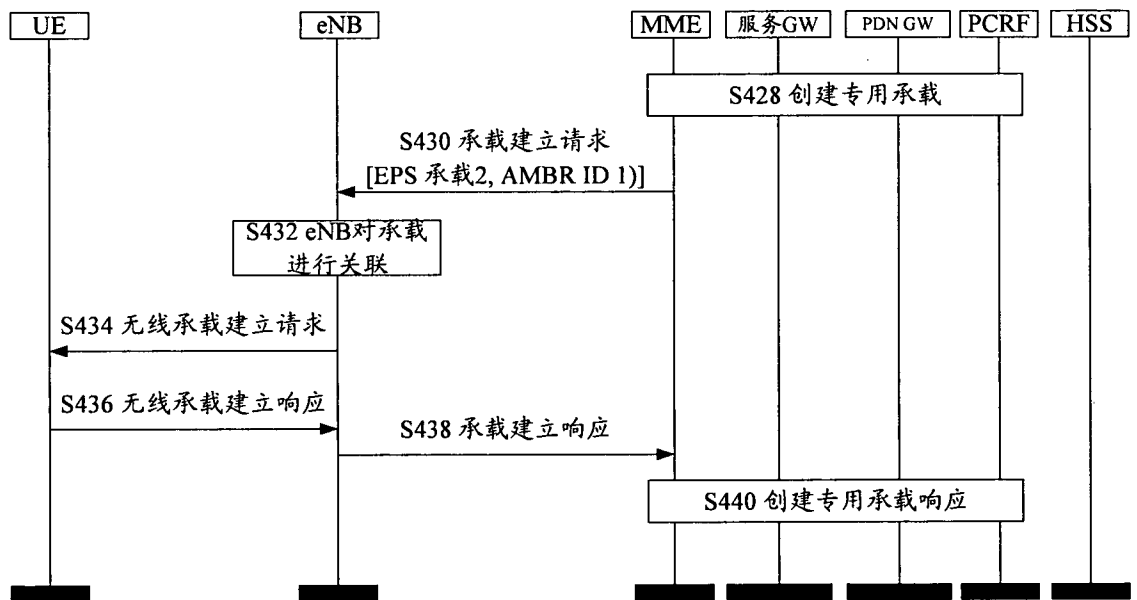 UE
eNB
MME
服务GW
PDN GW
PCRF
HSS
S428 创建专用承载
S430 承载建立请求
[EPS 承载2, AMBR ID 1)]
S432 eNB对承载
进行关联
S434 无线承载建立请求
S436 无线承载建立响应
S438 承载建立响应
S440 创建专用承载响应